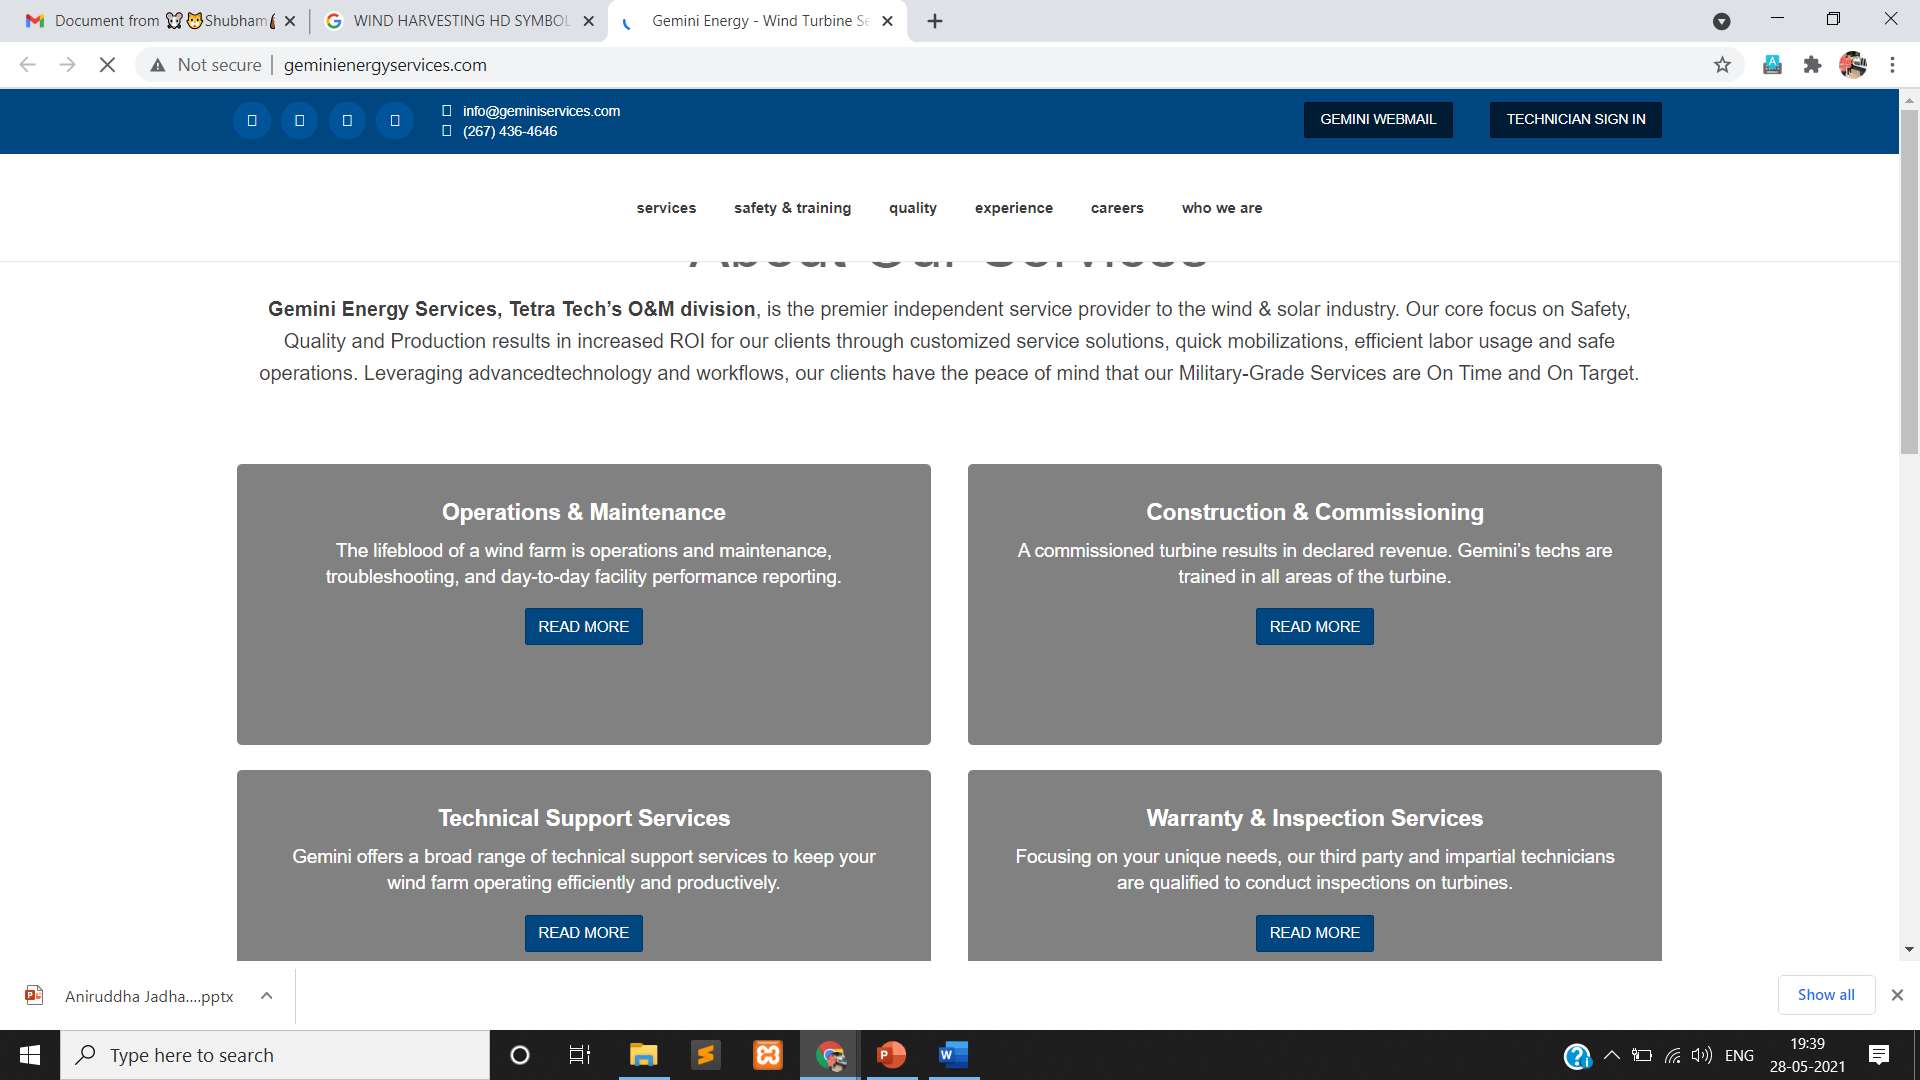 Document from 🐭🐯Shubham
WIND HARVESTING HD SYMBOL
Gemini Energy - Wind Turbine Se
Not secure
geminienergyservices.com
info@geminiservices.com
(267) 436-4646
GEMINI WEBMAIL
TECHNICIAN SIGN IN
services
safety & training
quality
experience
careers
who we are
About Our Services
Gemini Energy Services, Tetra Tech’s O&M division, is the premier independent service provider to the wind & solar industry. Our core focus on Safety,
Quality and Production results in increased ROI for our clients through customized service solutions, quick mobilizations, efficient labor usage and safe
operations. Leveraging advancedtechnology and workflows, our clients have the peace of mind that our Military-Grade Services are On Time and On Target.
Operations & Maintenance
The lifeblood of a wind farm is operations and maintenance,
troubleshooting, and day-to-day facility performance reporting.
READ MORE
Construction & Commissioning
A commissioned turbine results in declared revenue. Gemini’s techs are
trained in all areas of the turbine.
READ MORE
Technical Support Services
Gemini offers a broad range of technical support services to keep your
wind farm operating efficiently and productively.
READ MORE
Warranty & Inspection Services
Focusing on your unique needs, our third party and impartial technicians
are qualified to conduct inspections on turbines.
READ MORE
Aniruddha Jadha....pptx
Show all
Type here to search
ENG
19:39
28-05-2021